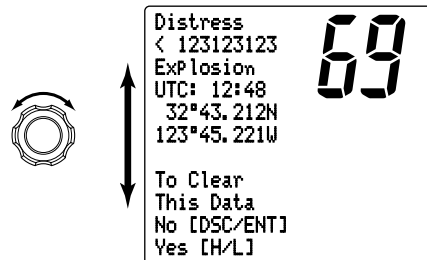 Distress
< 123123123
Explosion
UTC: 12:48
32°43.212N
123°45.221W
To Clear
This Data
No [DSC/ENT]
Yes [H/L]
69